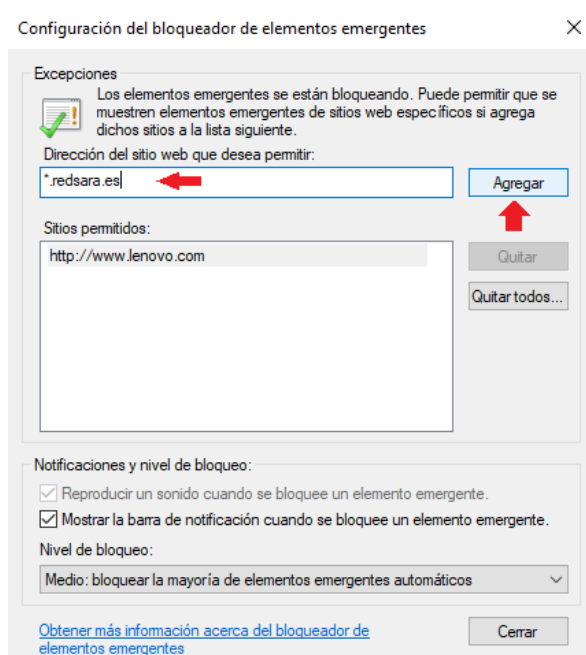 Configuración del bloqueador de elementos emergentes
Excepciones
Los elementos emergentes se están bloqueando. Puede permitir que se
muestren elementos emergentes de sitios web específicos si agrega
dichos sitios a la lista siguiente.
Dirección del sitio web que desea permitir:
*.redsara.es
Agregar
Sitios permitidos:
http://www.lenovo.com
Quitar
Quitar todos...
Notificaciones y nivel de bloqueo:
Reproducir un sonido cuando se bloquee un elemento emergente.
Mostrar la barra de notificación cuando se bloquee un elemento emergente.
Nivel de bloqueo:
Medio: bloquear la mayoría de elementos emergentes automáticos
Obtener más información acerca del bloqueador de
elementos emergentes
Cerrar